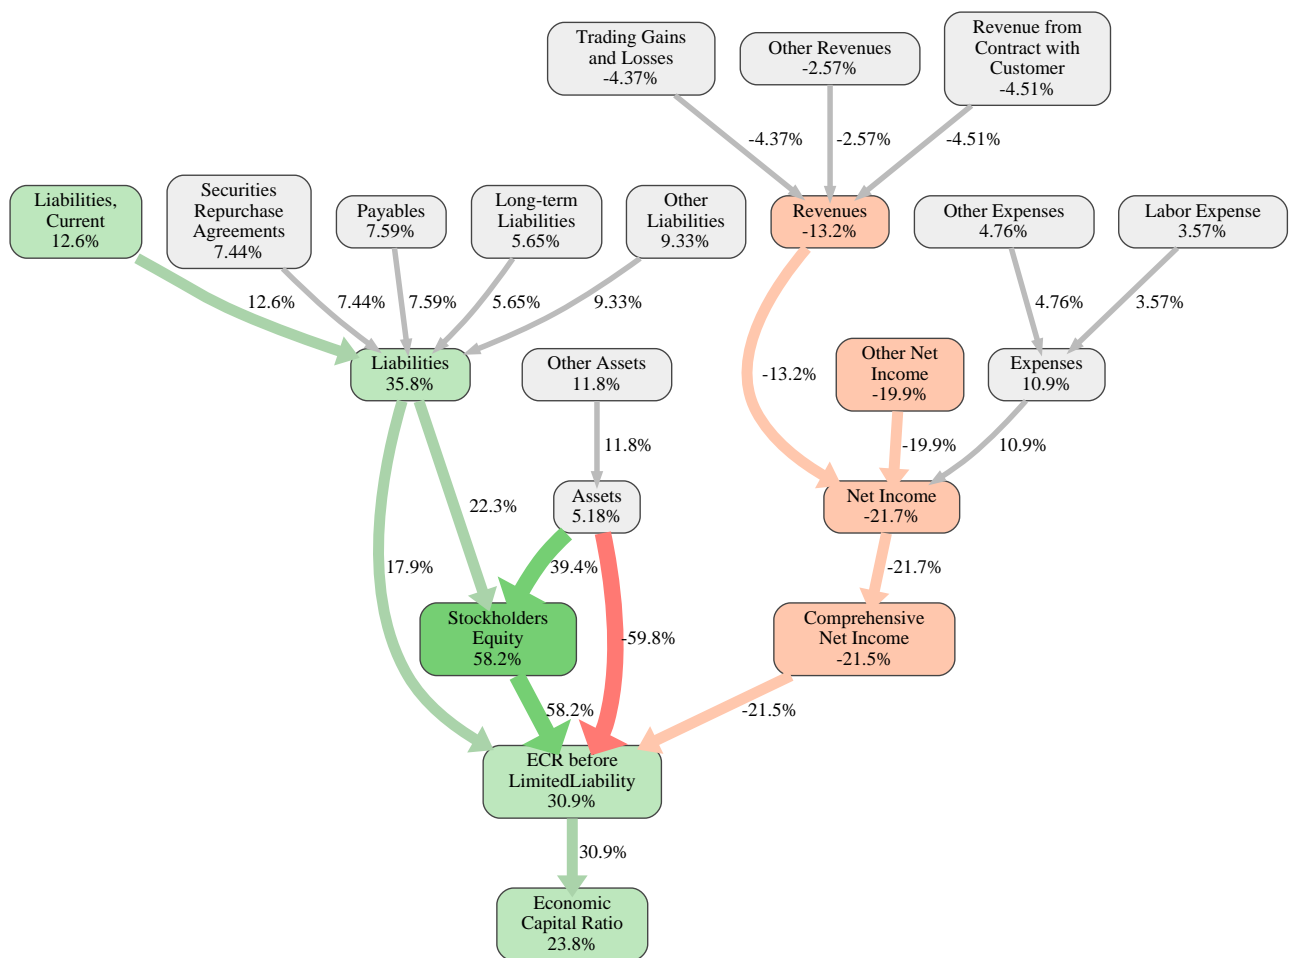 Trading Gains
and Losses
-4.37%
Other Revenues
-2.57%
Revenue from
Contract with
Customer
-4.51%
-4.37%
-2.57%
-4.51%
Liabilities,
Current
12.6%
Securities
Repurchase
Agreements
7.44%
Payables
7.59%
Long-term
Liabilities
5.65%
Other
Liabilities
9.33%
Revenues
-13.2%
Other Expenses
4.76%
Labor Expense
3.57%
12.6%
7.44%
7.59%
5.65%
9.33%
4.76%
3.57%
Liabilities
35.8%
Other Assets
11.8%
-13.2%
Other Net
Income
-19.9%
Expenses
10.9%
11.8%
-19.9%
10.9%
22.3%
Assets
5.18%
Net Income
-21.7%
17.9%
39.4%
-21.7%
Stockholders
Equity
58.2%
-59.8%
Comprehensive
Net Income
-21.5%
58.2%
-21.5%
ECR before
LimitedLiability
30.9%
30.9%
Economic
Capital Ratio
23.8%